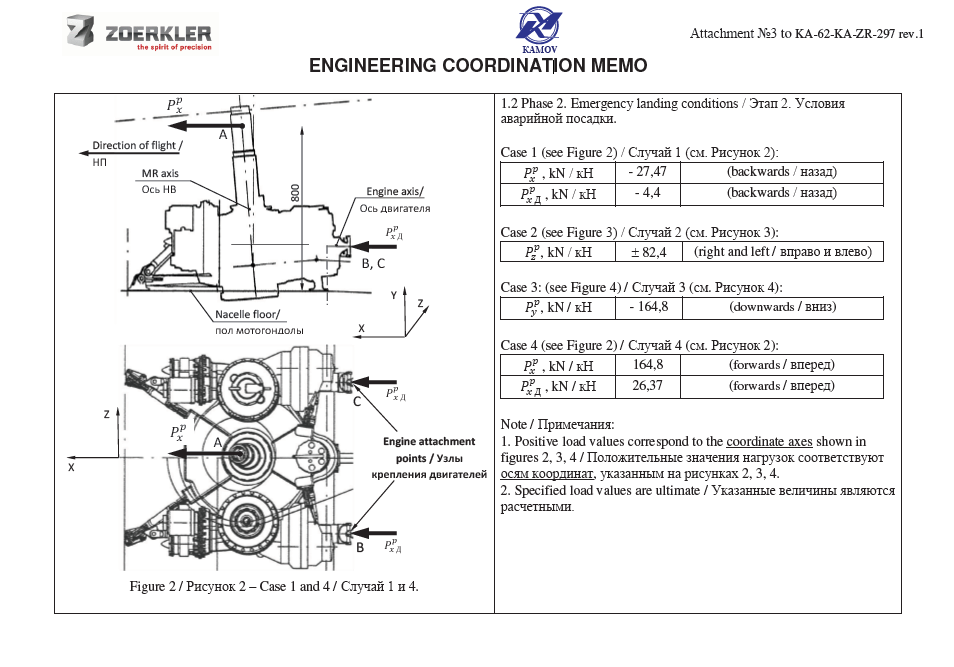 ZOERKLER
the spirit of precision
KAMOV
Attachment №3 to KA-62-KA-ZR-297 rev.1
ENGINEERING COORDINATION MEMO
P_x^p
A
Direction of flight /
НП
MR axis
Ось НВ
800
Engine axis/
Ось двигателя
P_{x Д}^p
B, C
Nacelle floor/
пол мотогондолы
Y
Z
X
Z
X
P_x^p
A
C
P_{x Д}^p
Engine attachment
points / Узлы
крепления двигателей
B
P_{x Д}^p
Figure 2 / Рисунок 2 – Case 1 and 4 / Случай 1 и 4.
1.2 Phase 2. Emergency landing conditions / Этап 2. Условия
аварийной посадки.
Case 1 (see Figure 2) / Случай 1 (см. Рисунок 2):
P_x^p , kN / кН - 27,47 (backwards / назад)
P_{x Д}^p , kN / кН - 4,4 (backwards / назад)
Case 2 (see Figure 3) / Случай 2 (см. Рисунок 3):
P_z^p, kN / кН ± 82,4 (right and left / вправо и влево)
Case 3: (see Figure 4) / Случай 3 (см. Рисунок 4):
P_y^p, kN / кН - 164,8 (downwards / вниз)
Case 4 (see Figure 2) / Случай 4 (см. Рисунок 2):
P_x^p , kN / кН 164,8 (forwards / вперед)
P_{x Д}^p , kN / кН 26,37 (forwards / вперед)
Note / Примечания:
1. Positive load values correspond to the coordinate axes shown in
figures 2, 3, 4 / Положительные значения нагрузок соответствуют
осям координат, указанным на рисунках 2, 3, 4.
2. Specified load values are ultimate / Указанные величины являются
расчетными.